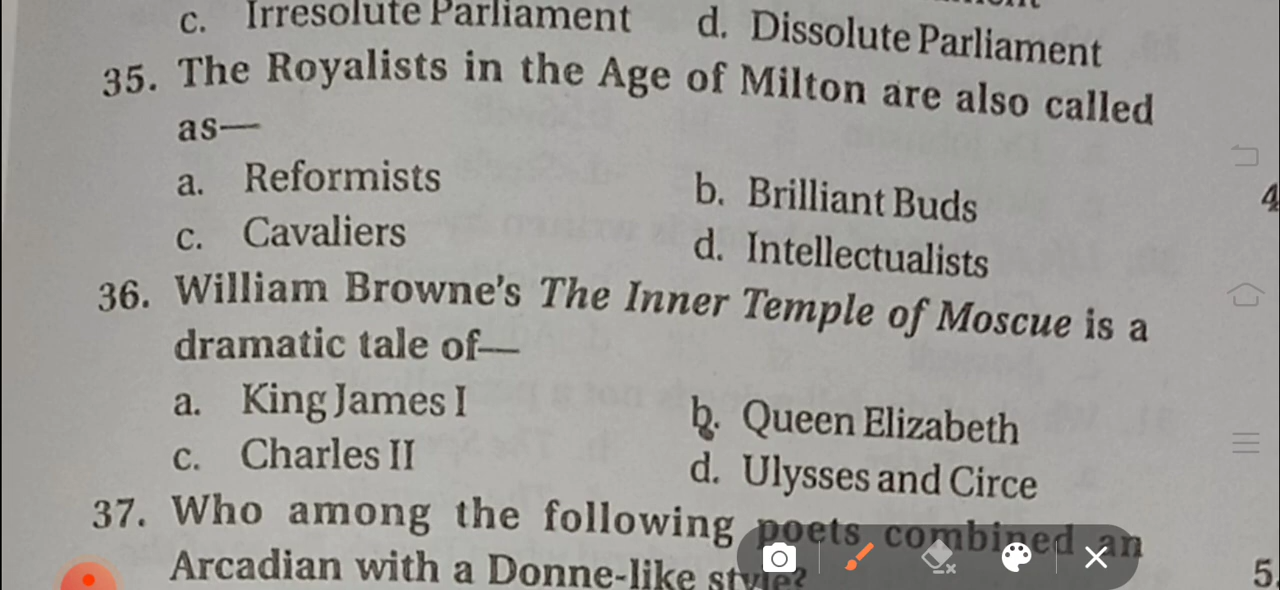 c. Irresolute Parliament d. Dissolute Parliament
35. The Royalists in the Age of Milton are also called
as—
a. Reformists b. Brilliant Buds
c. Cavaliers d. Intellectualists
36. William Browne's The Inner Temple of Moscue is a
dramatic tale of—
a. King James I b. Queen Elizabeth
c. Charles II d. Ulysses and Circe
37. Who among the following poets combined an
Arcadian with a Donne-like style?
5.